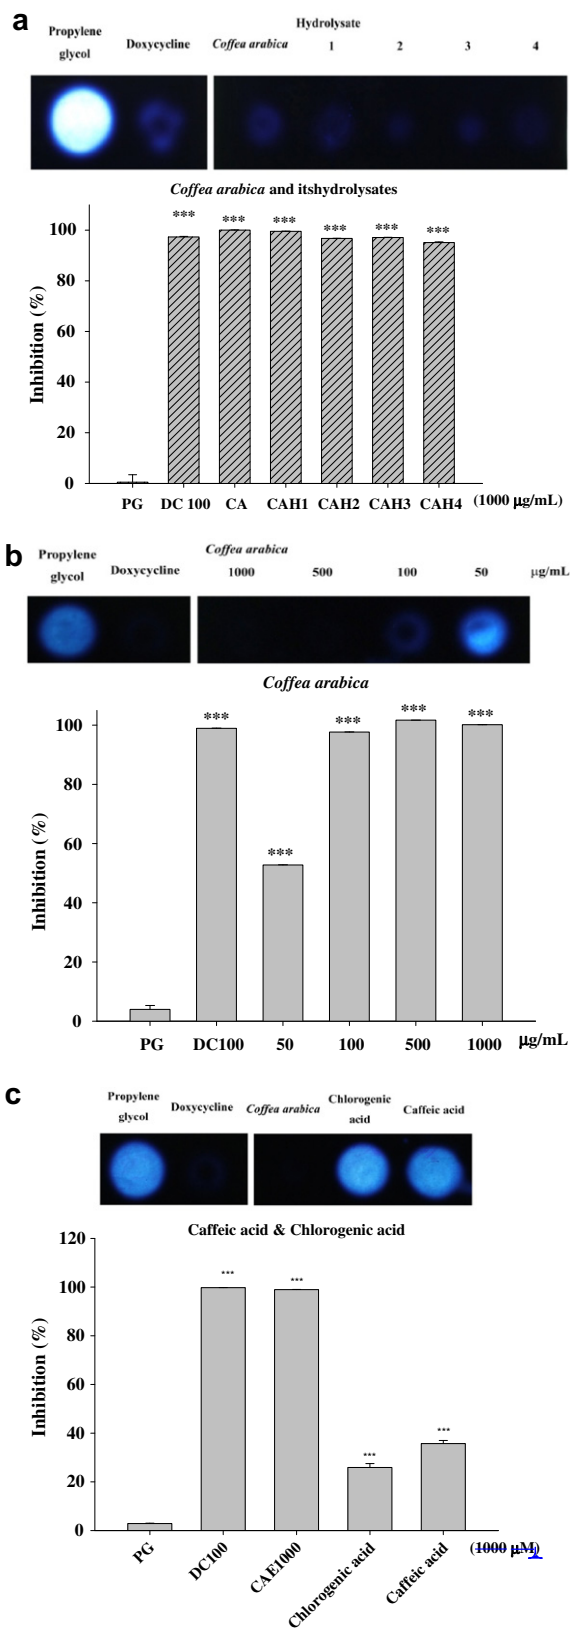 a
Hydrolysate
Propylene
glycol
Doxycycline
Coffea arabica
1
2
3
4
Coffea arabica and itshydrolysates
Inhibition (%)
100
80
60
40
20
0
***
***
***
***
***
***
PG
DC 100
CA
CAH1
CAH2
CAH3
CAH4
(1000 µg/mL)
b
Propylene
glycol
Doxycycline
Coffea arabica
1000
500
100
50
µg/mL
Coffea arabica
Inhibition (%)
100
80
60
40
20
0
***
***
***
***
***
PG
DC100
50
100
500
1000
µg/mL
c
Propylene
glycol
Doxycycline
Coffea arabica
Chlorogenic
acid
Caffeic acid
Caffeic acid & Chlorogenic acid
Inhibition (%)
120
100
80
60
40
20
0
***
***
***
***
PG
DC100
CAE1000
Chlorogenic acid
Caffeic acid
(1000 µM)